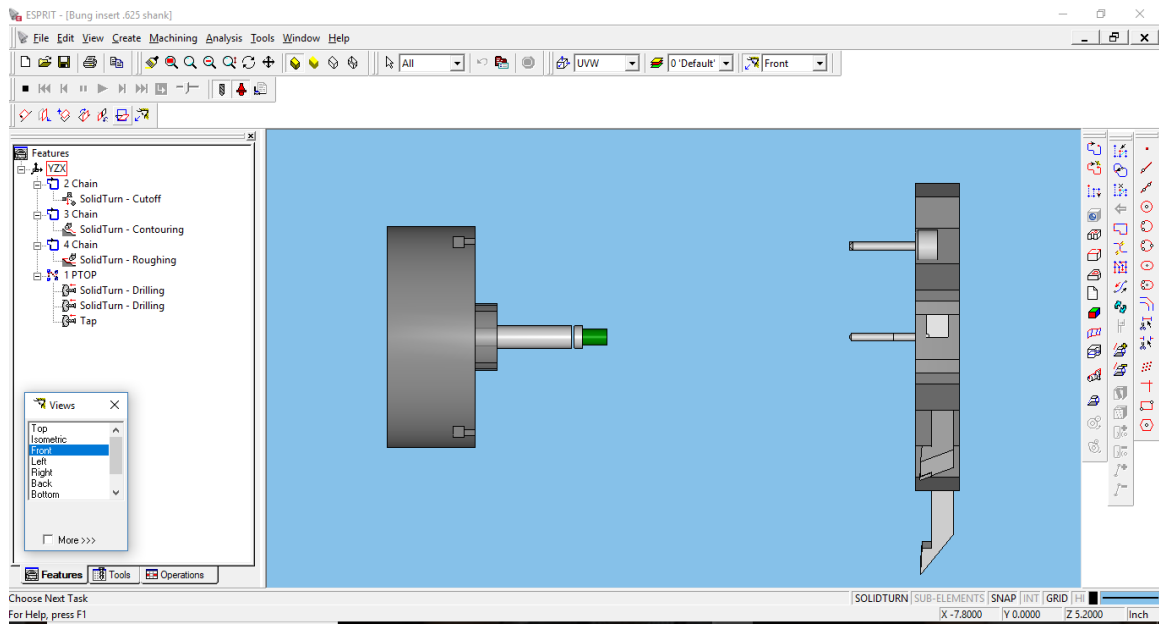 ESPRIT - [Bung insert .625 shank]
File Edit View Create Machining Analysis Tools Window Help
All UVW 0 'Default' Front
Features
YZX
2 Chain
SolidTurn - Cutoff
3 Chain
SolidTurn - Contouring
4 Chain
SolidTurn - Roughing
1 PTOP
SolidTurn - Drilling
SolidTurn - Drilling
Tap
Views
Top
Isometric
Front
Left
Right
Back
Bottom
More >>>
Features Tools Operations
Choose Next Task SOLIDTURN SUB-ELEMENTS SNAP INT GRID HI
For Help, press F1 X -7.8000 Y 0.0000 Z 5.2000 Inch